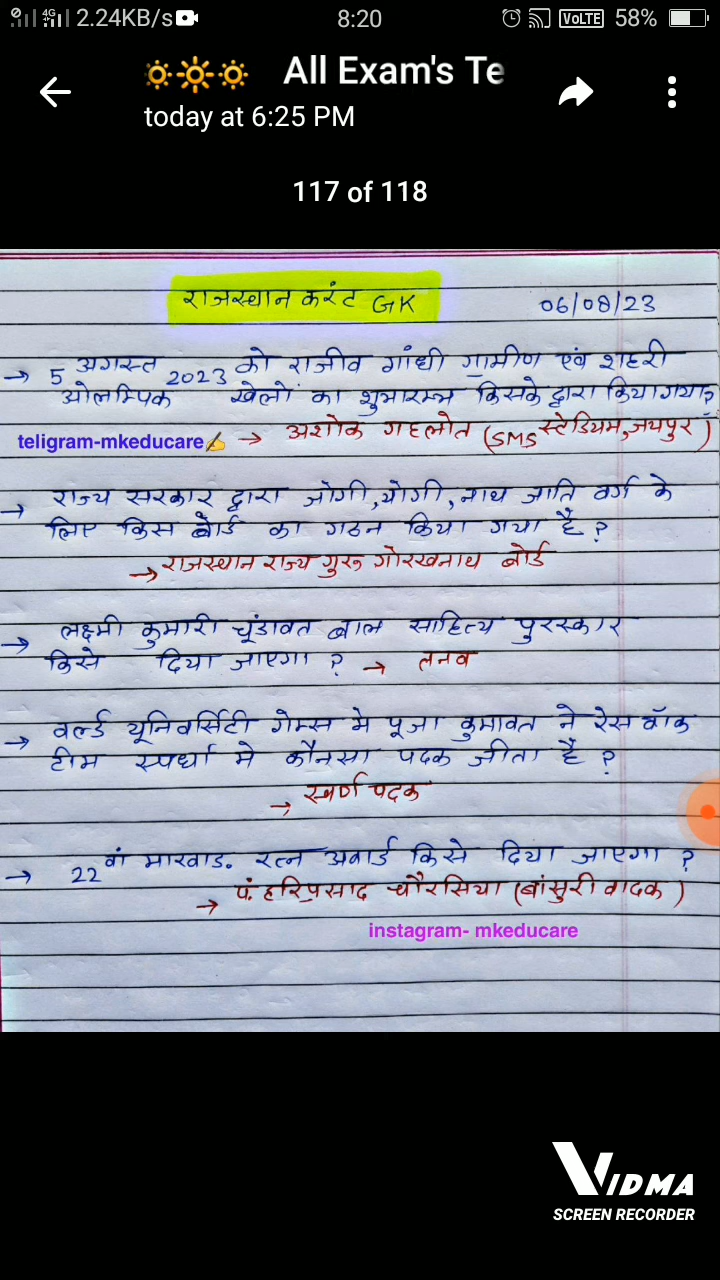 4G 2.24KB/s 8:20 VoLTE 58%
All Exam's Te
today at 6:25 PM
117 of 118
राजस्थान करंट GK 06/08/23
→ 5 अगस्त 2023 को राजीव गांधी ग्रामीण एवं शहरी
ओलम्पिक खेलों का शुभारम्भ किसके द्वारा किया गया?
teligram-mkeducare✍ → अशोक गहलोत (SMS स्टेडियम, जयपुर)
→ राज्य सरकार द्वारा जोगी, योगी, नाथ जाति वर्ग के
लिए किस बोर्ड का गठन किया गया है?
→ राजस्थान राज्य गुरु गोरखनाथ बोर्ड
→ लक्ष्मी कुमारी चूंडावत बाल साहित्य पुरस्कार
किसे दिया जाएगा? → तनव
→ वर्ल्ड यूनिवर्सिटी गेम्स मे पूजा कुमावत ने रेस वॉक
टीम स्पर्धा मे कौनसा पदक जीता है?
→ स्वर्ण पदक
→ 22 वां मारवाड. रत्न अवार्ड किसे दिया जाएगा?
→ पं. हरिप्रसाद चौरसिया (बांसुरी वादक)
instagram- mkeducare
VIDMA
SCREEN RECORDER